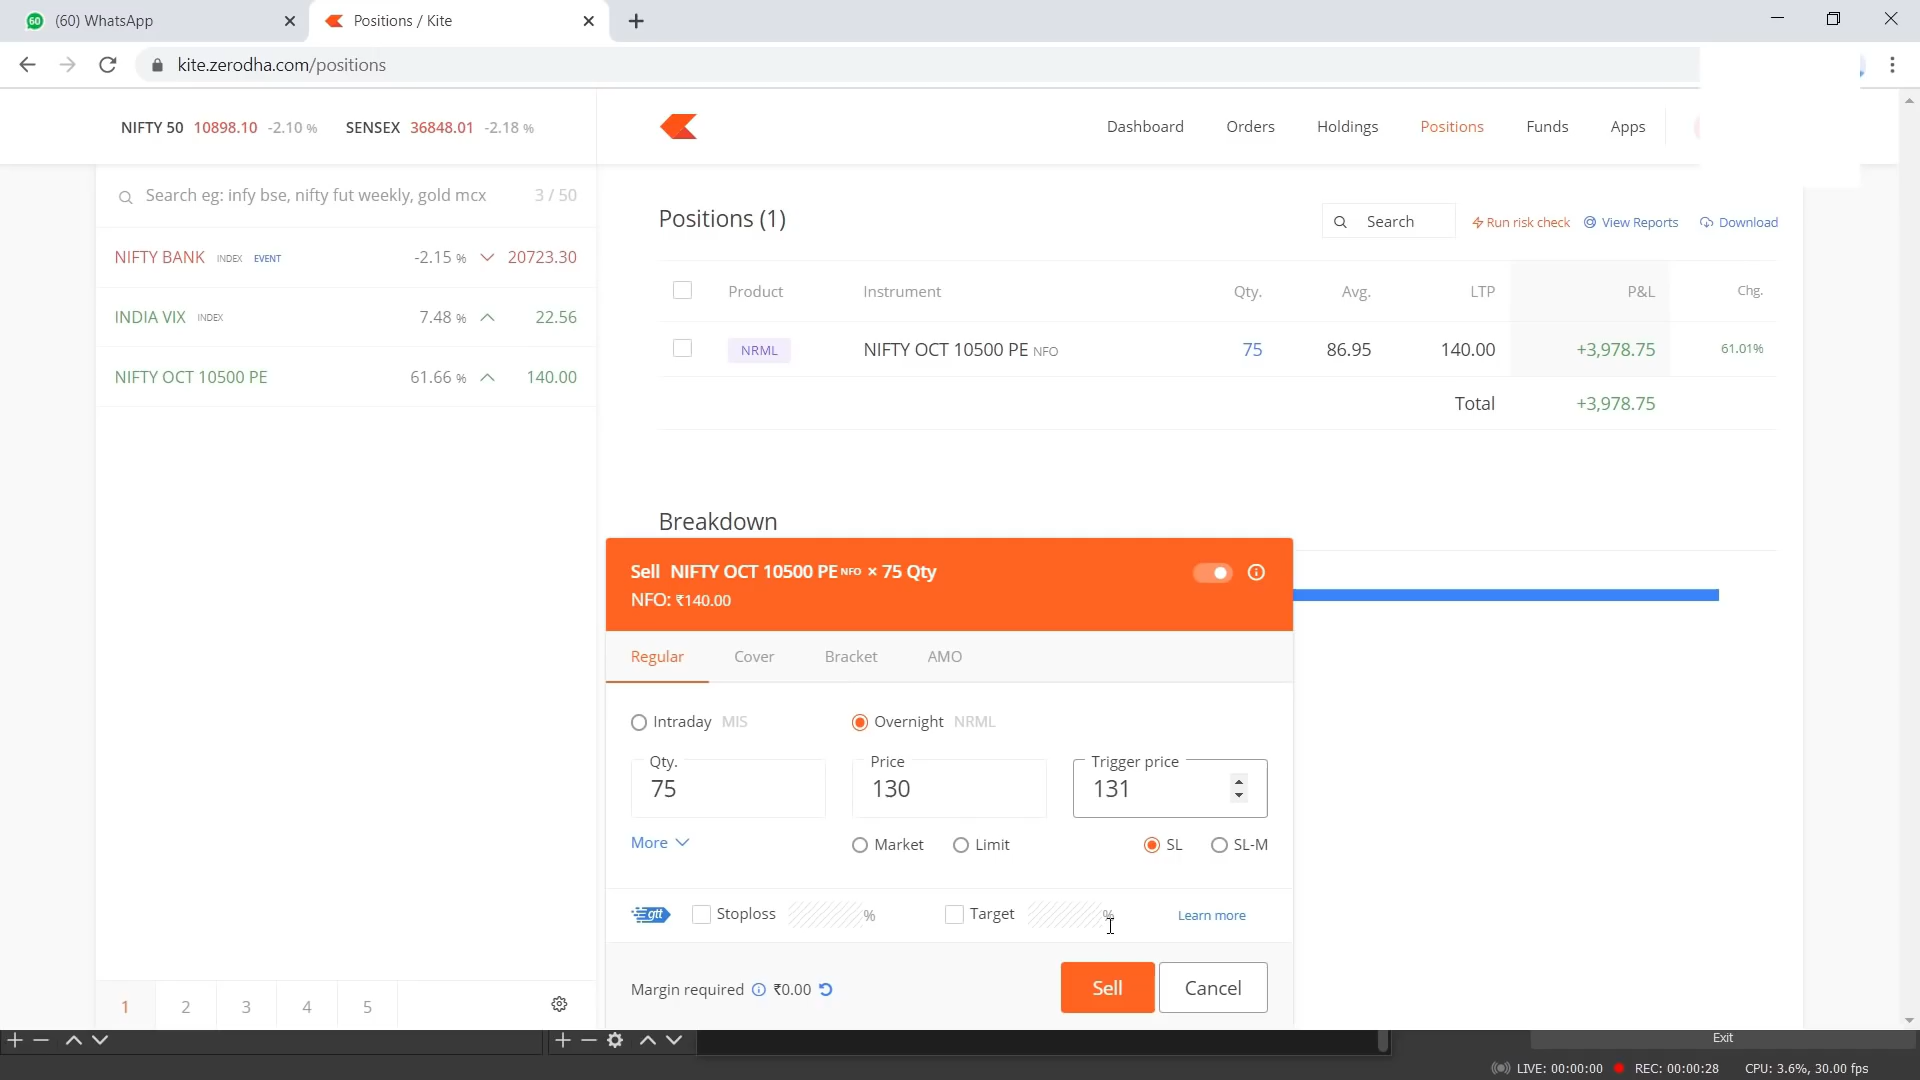 60 (60) WhatsApp
Positions / Kite
kite.zerodha.com/positions
NIFTY 50 10898.10 -2.10 % SENSEX 36848.01 -2.18 %
Dashboard Orders Holdings Positions Funds Apps
Search eg: infy bse, nifty fut weekly, gold mcx 3 / 50
NIFTY BANK INDEX EVENT -2.15 % 20723.30
INDIA VIX INDEX 7.48 % 22.56
NIFTY OCT 10500 PE 61.66 % 140.00
Positions (1)
Search
Run risk check
View Reports
Download
Product Instrument Qty. Avg. LTP P&L Chg.
NRML NIFTY OCT 10500 PE NFO 75 86.95 140.00 +3,978.75 61.01%
Total +3,978.75
Breakdown
Sell NIFTY OCT 10500 PE NFO × 75 Qty
NFO: ₹140.00
Regular Cover Bracket AMO
Intraday MIS Overnight NRML
Qty. Price Trigger price
75 130 131
More Market Limit SL SL-M
gtt Stoploss % Target % Learn more
Margin required ₹0.00 Sell Cancel
1 2 3 4 5
Exit
LIVE: 00:00:00 REC: 00:00:28 CPU: 3.6%, 30.00 fps